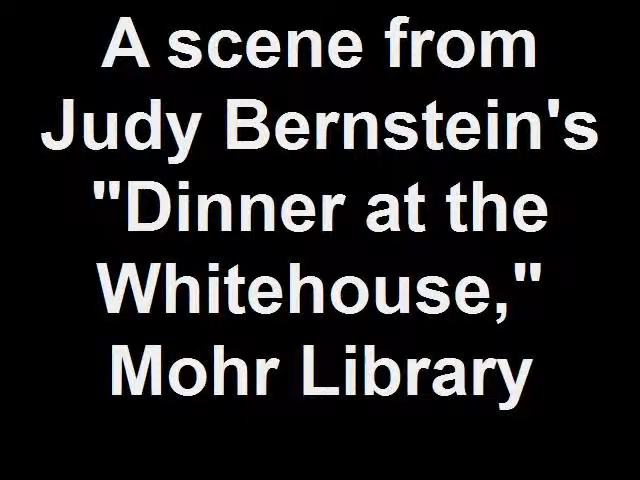 A scene from
Judy Bernstein's
"Dinner at the
Whitehouse,"
Mohr Library